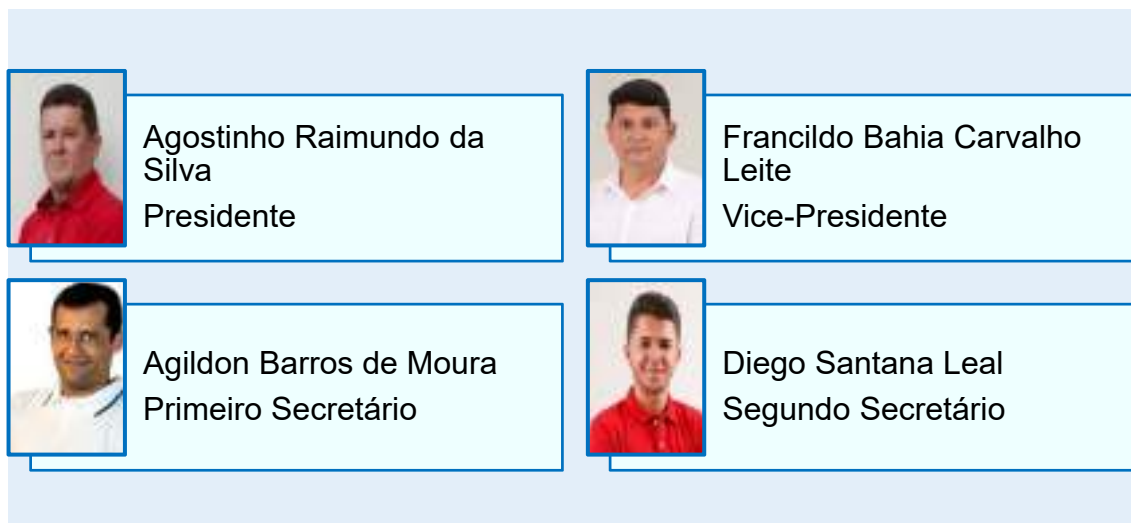 Agostinho Raimundo da
Silva
Presidente
Francildo Bahia Carvalho
Leite
Vice-Presidente
Agildon Barros de Moura
Primeiro Secretário
Diego Santana Leal
Segundo Secretário